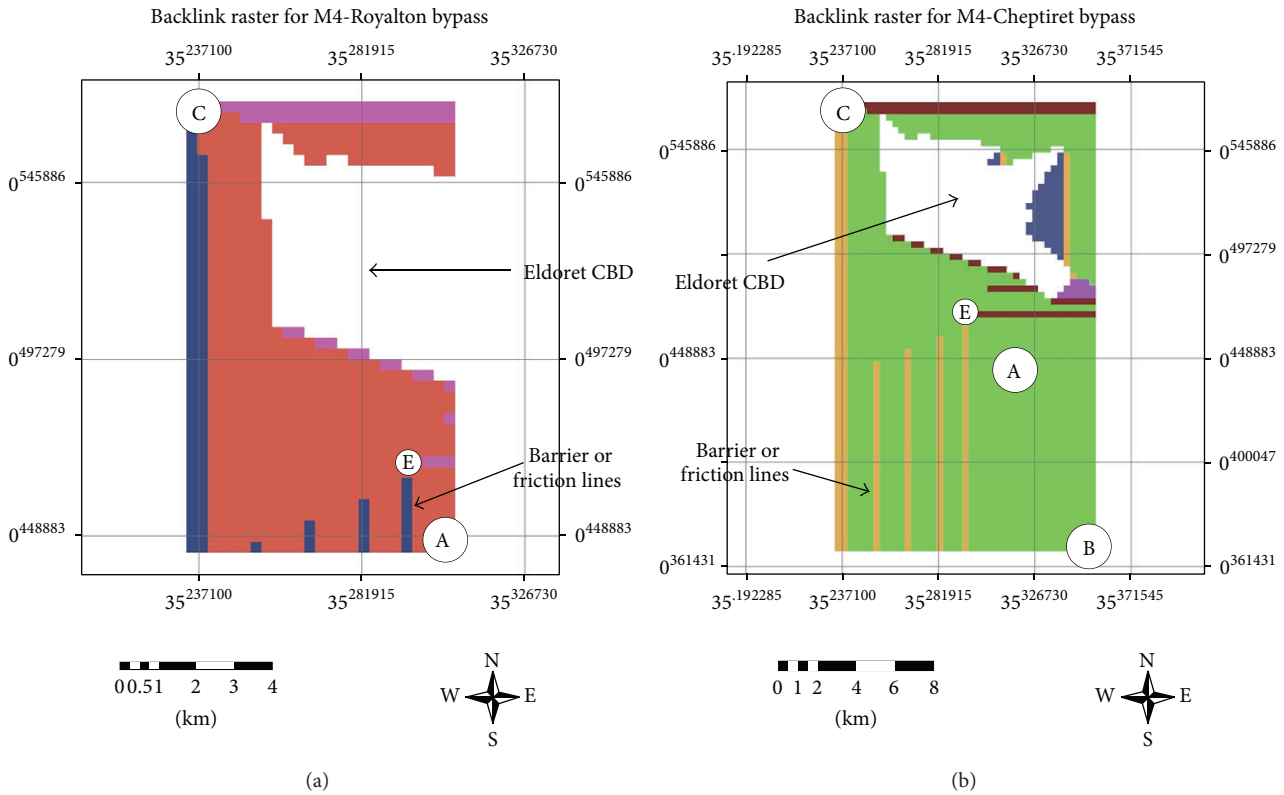 Backlink raster for M4-Royalton bypass
35^237100 35^281915 35^326730
C
0^545886 0^545886
Eldoret CBD
0^497279 0^497279
E
Barrier or
friction lines
0^448883 0^448883
A
35^237100 35^281915 35^326730
0 0.5 1 2 3 4
(km)
N
W E
S
(a)
Backlink raster for M4-Cheptiret bypass
35^.192285 35^237100 35^281915 35^326730 35^371545
C
0^545886 0^545886
0^497279
Eldoret CBD
E
0^448883 0^448883
A
Barrier or
friction lines
0^400047
B
0^361431 0^361431
35^.192285 35^237100 35^281915 35^326730 35^371545
0 1 2 4 6 8
(km)
N
W E
S
(b)